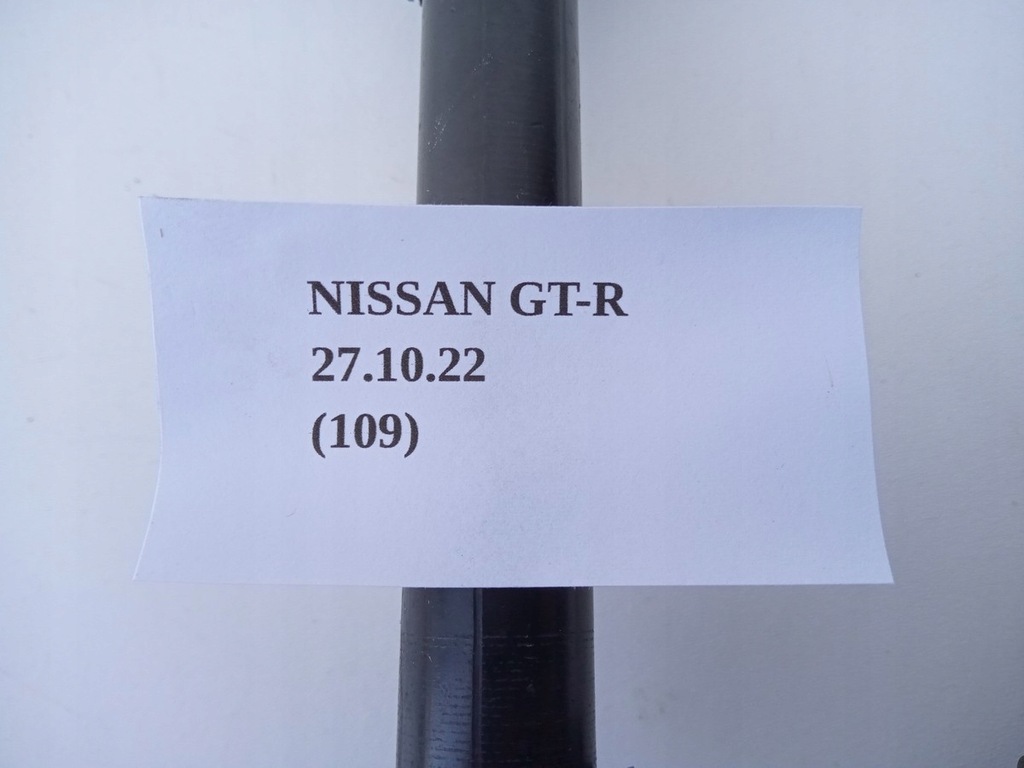 NISSAN GT-R
27.10.22
(109)